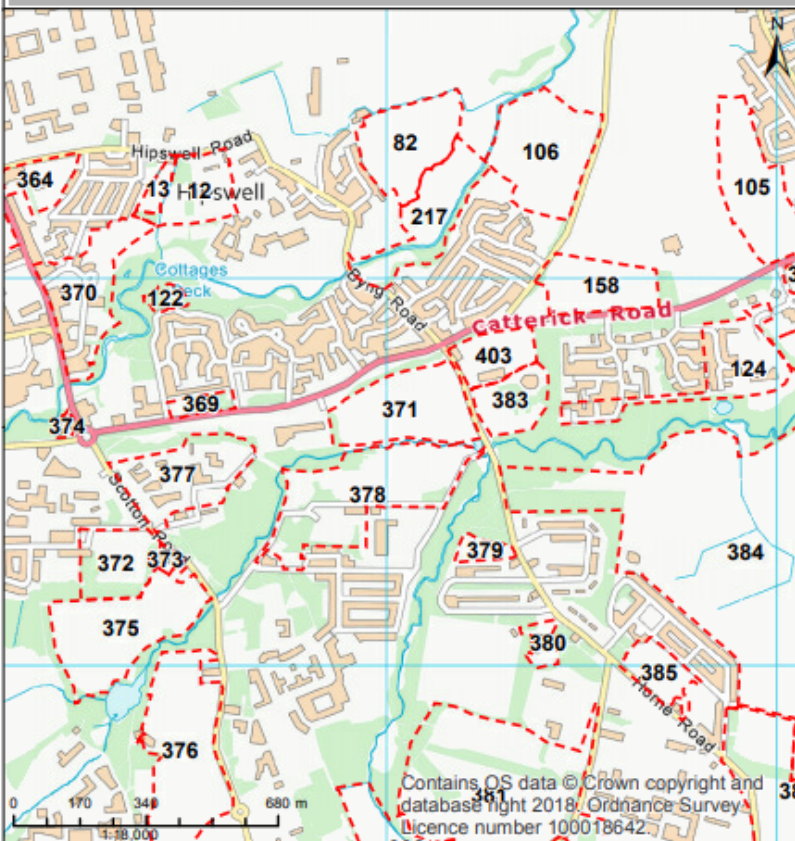 N
82
106
Hipswell Road
364
13
12
Hipswell
105
217
370
Cottages
Beck
122
Byng Road
158
Catterick Road
403
124
369
371
383
374
377
378
Scotton Road
372
373
379
384
375
380
385
Horne Road
376
381
Contains OS data © Crown copyright and
database right 2018. Ordnance Survey
Licence number 100018642.
0 170 340 680 m
1:18,000